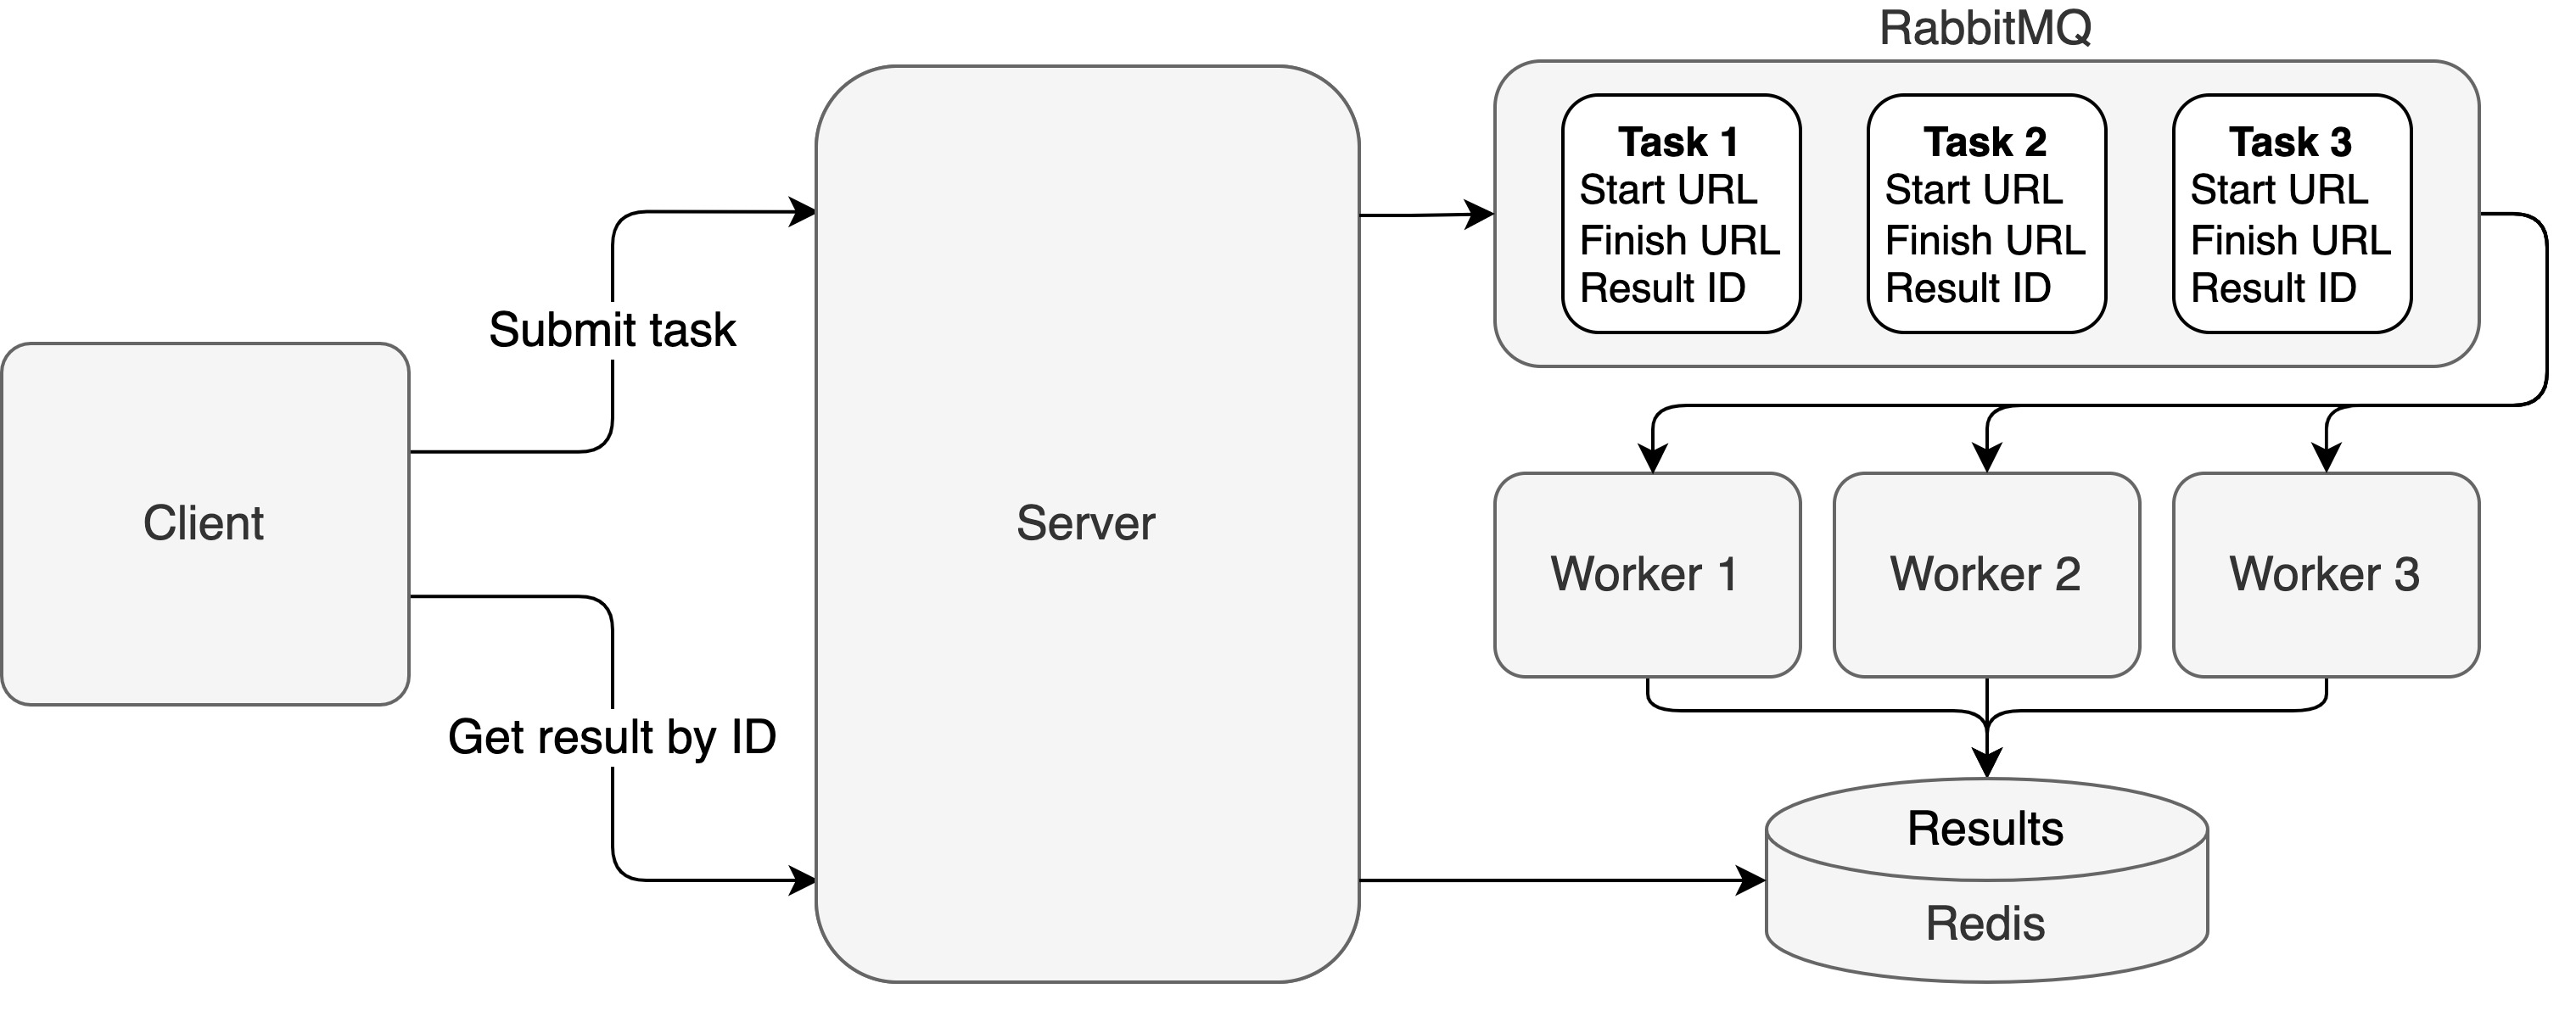 RabbitMQ
Task 1
Start URL
Finish URL
Result ID
Task 2
Start URL
Finish URL
Result ID
Task 3
Start URL
Finish URL
Result ID
Submit task
Client
Server
Worker 1
Worker 2
Worker 3
Get result by ID
Results
Redis